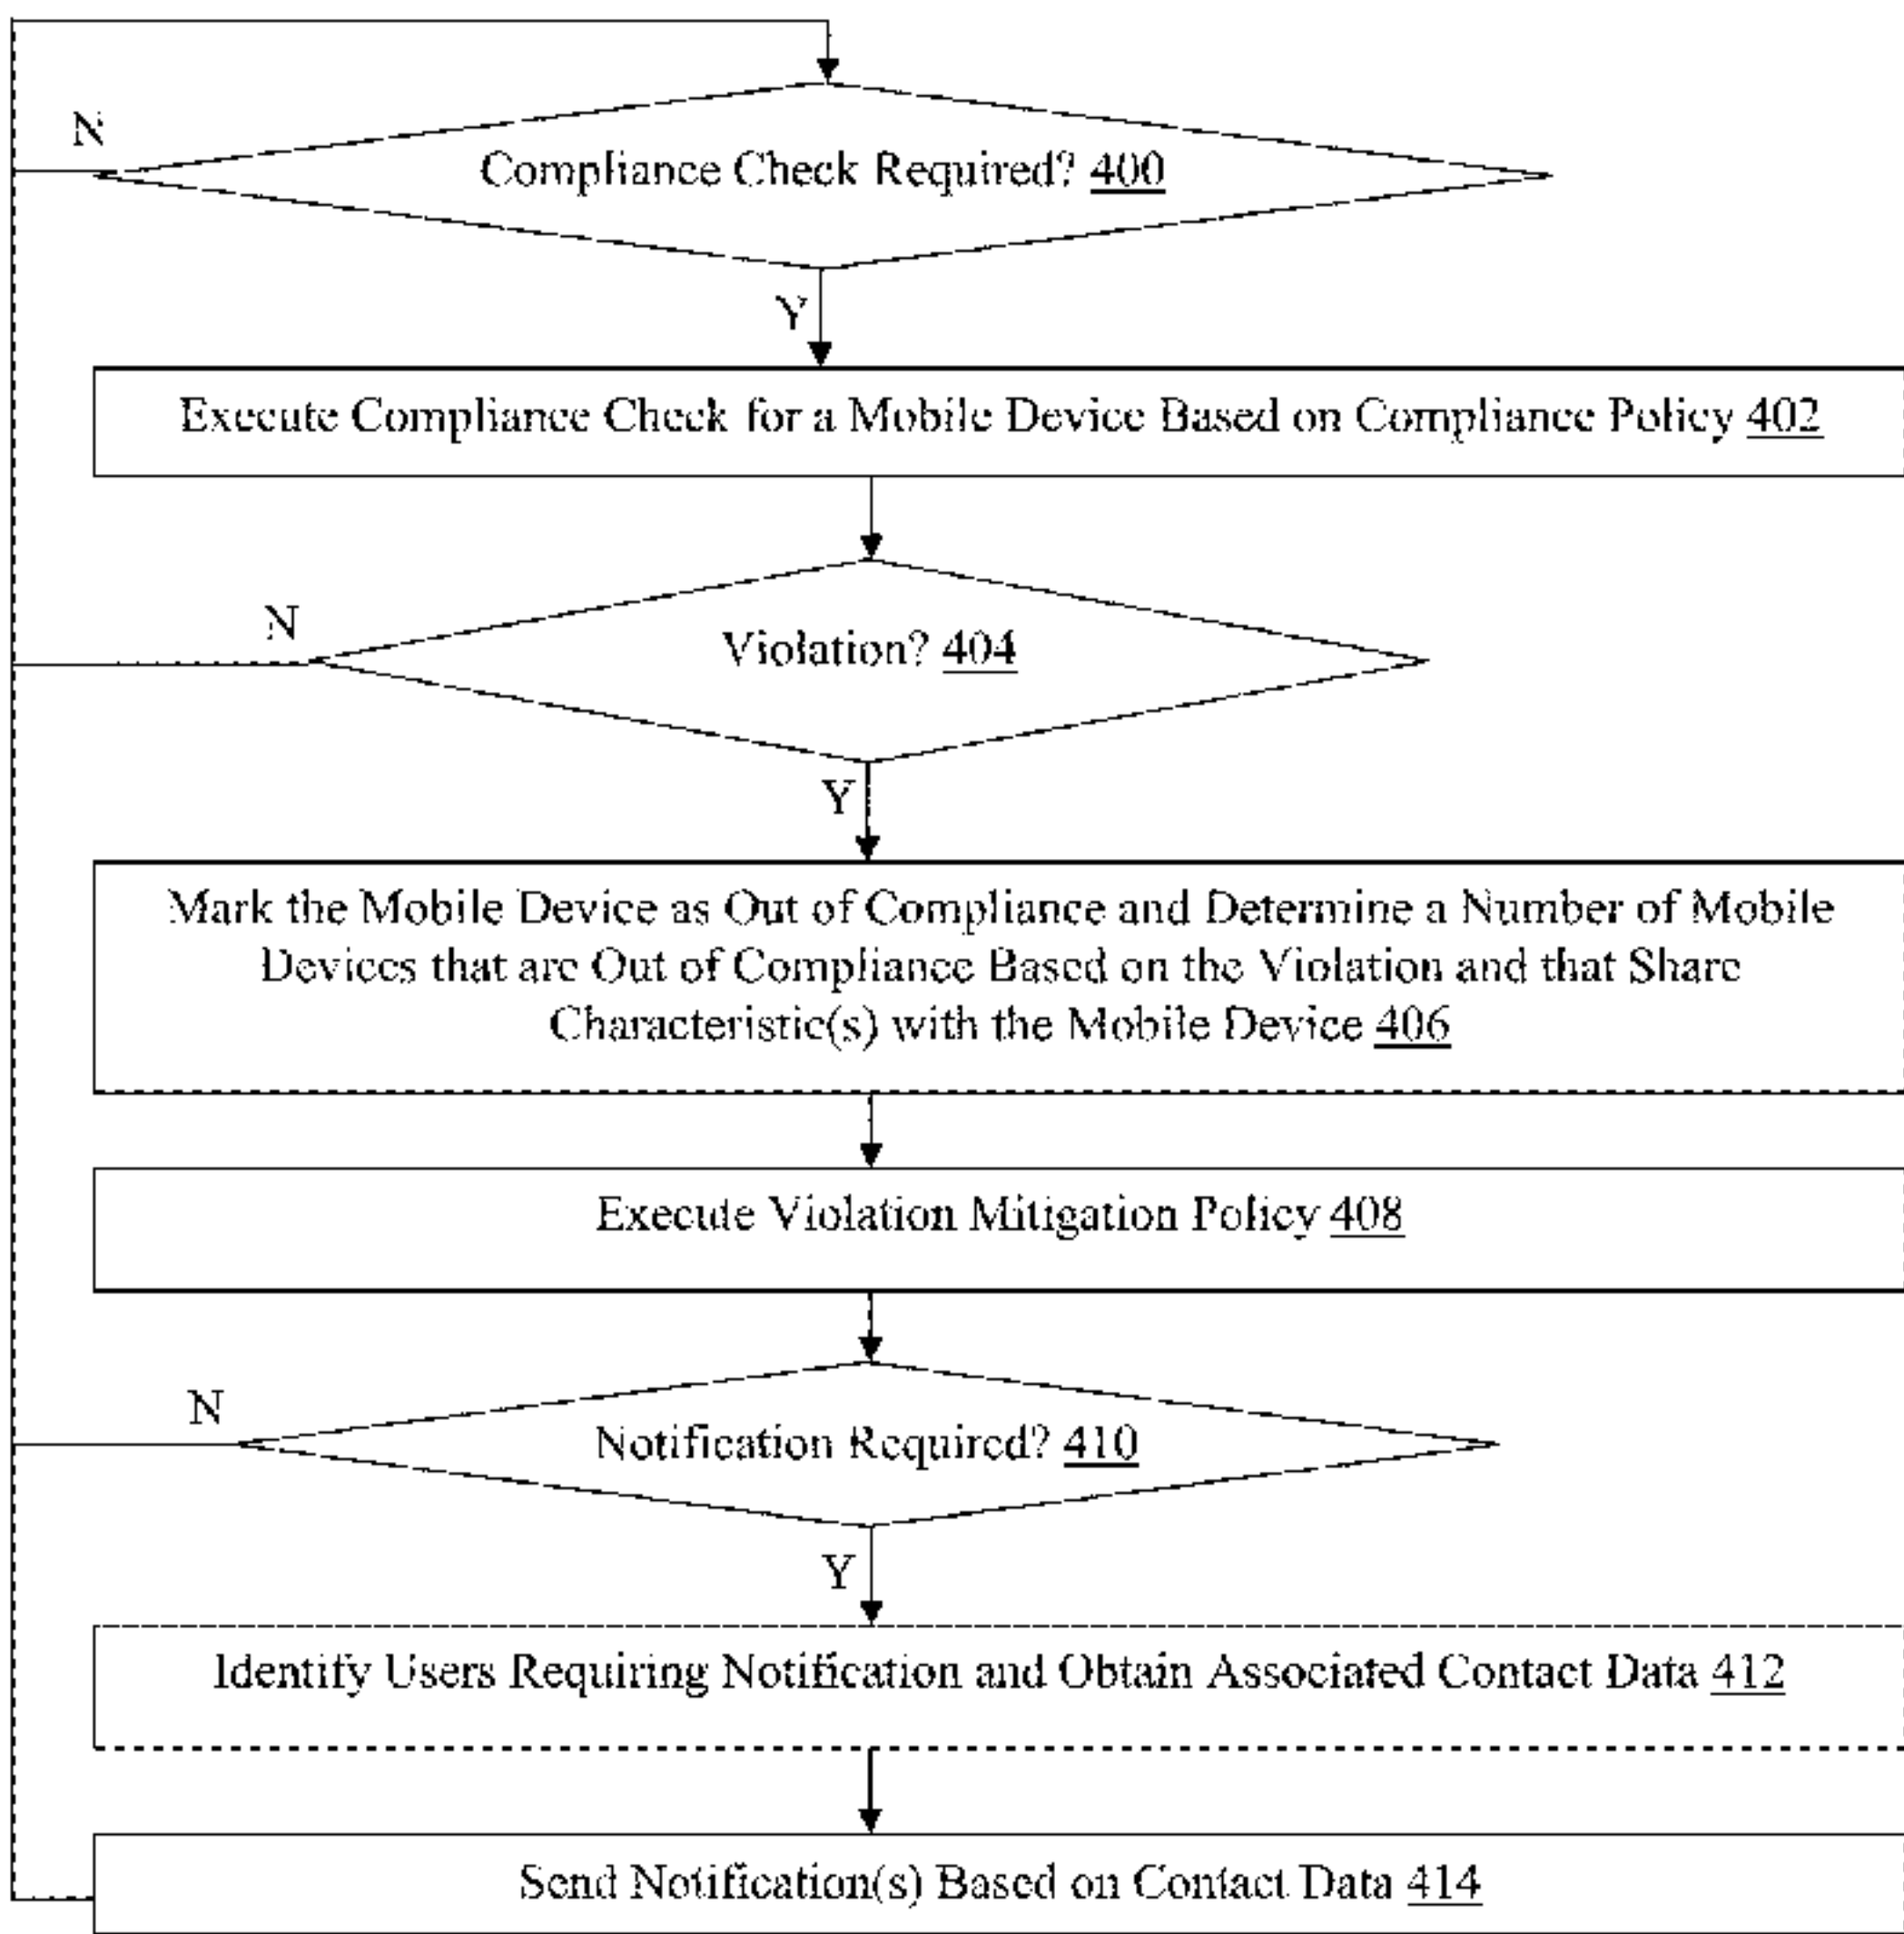 N
Compliance Check Required? 400
Y
Execute Compliance Check for a Mobile Device Based on Compliance Policy 402
N
Violation? 404
Y
Mark the Mobile Device as Out of Compliance and Determine a Number of Mobile
Devices that are Out of Compliance Based on the Violation and that Share
Characteristic(s) with the Mobile Device 406
Execute Violation Mitigation Policy 408
N
Notification Required? 410
Y
Identify Users Requiring Notification and Obtain Associated Contact Data 412
Send Notification(s) Based on Contact Data 414